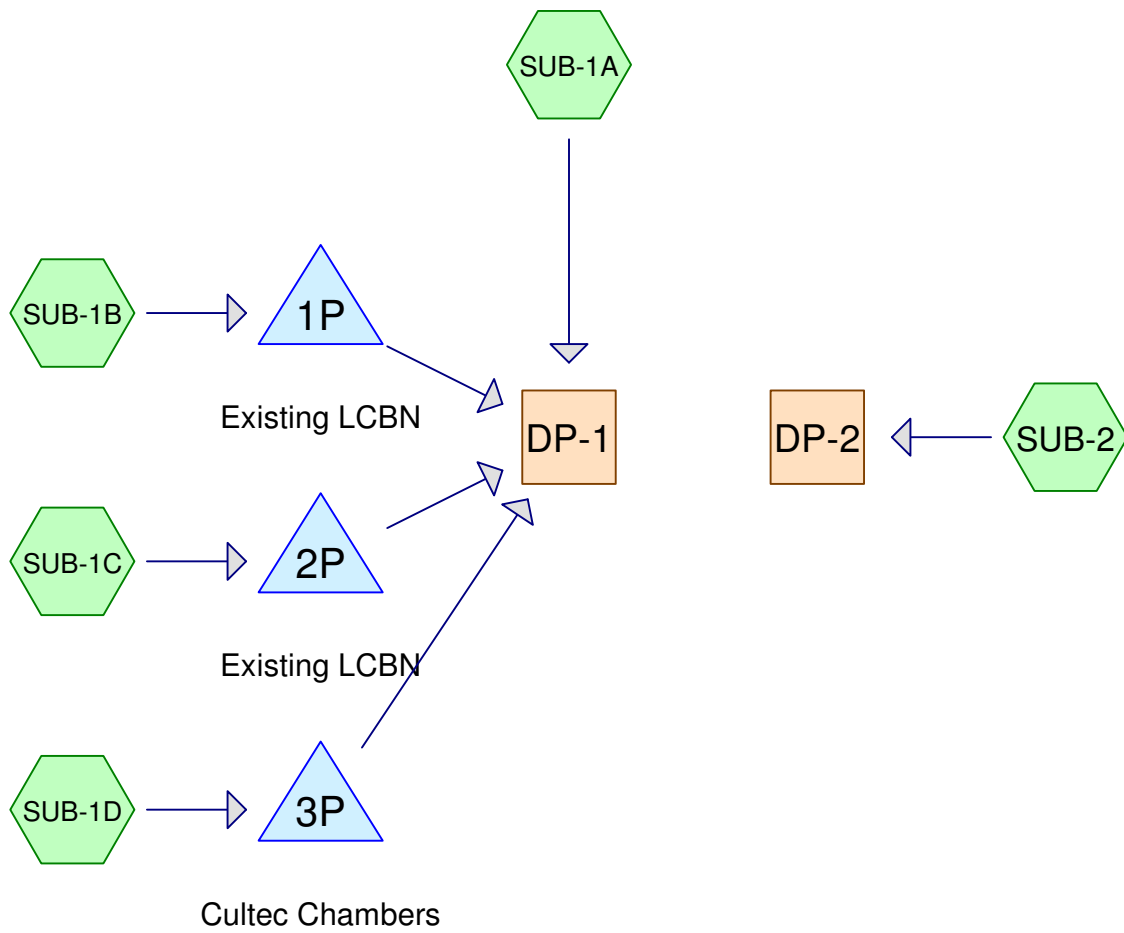 SUB-1A
SUB-1B
1P
Existing LCBN
DP-1
DP-2
SUB-2
SUB-1C
2P
Existing LCBN
SUB-1D
3P
Cultec Chambers